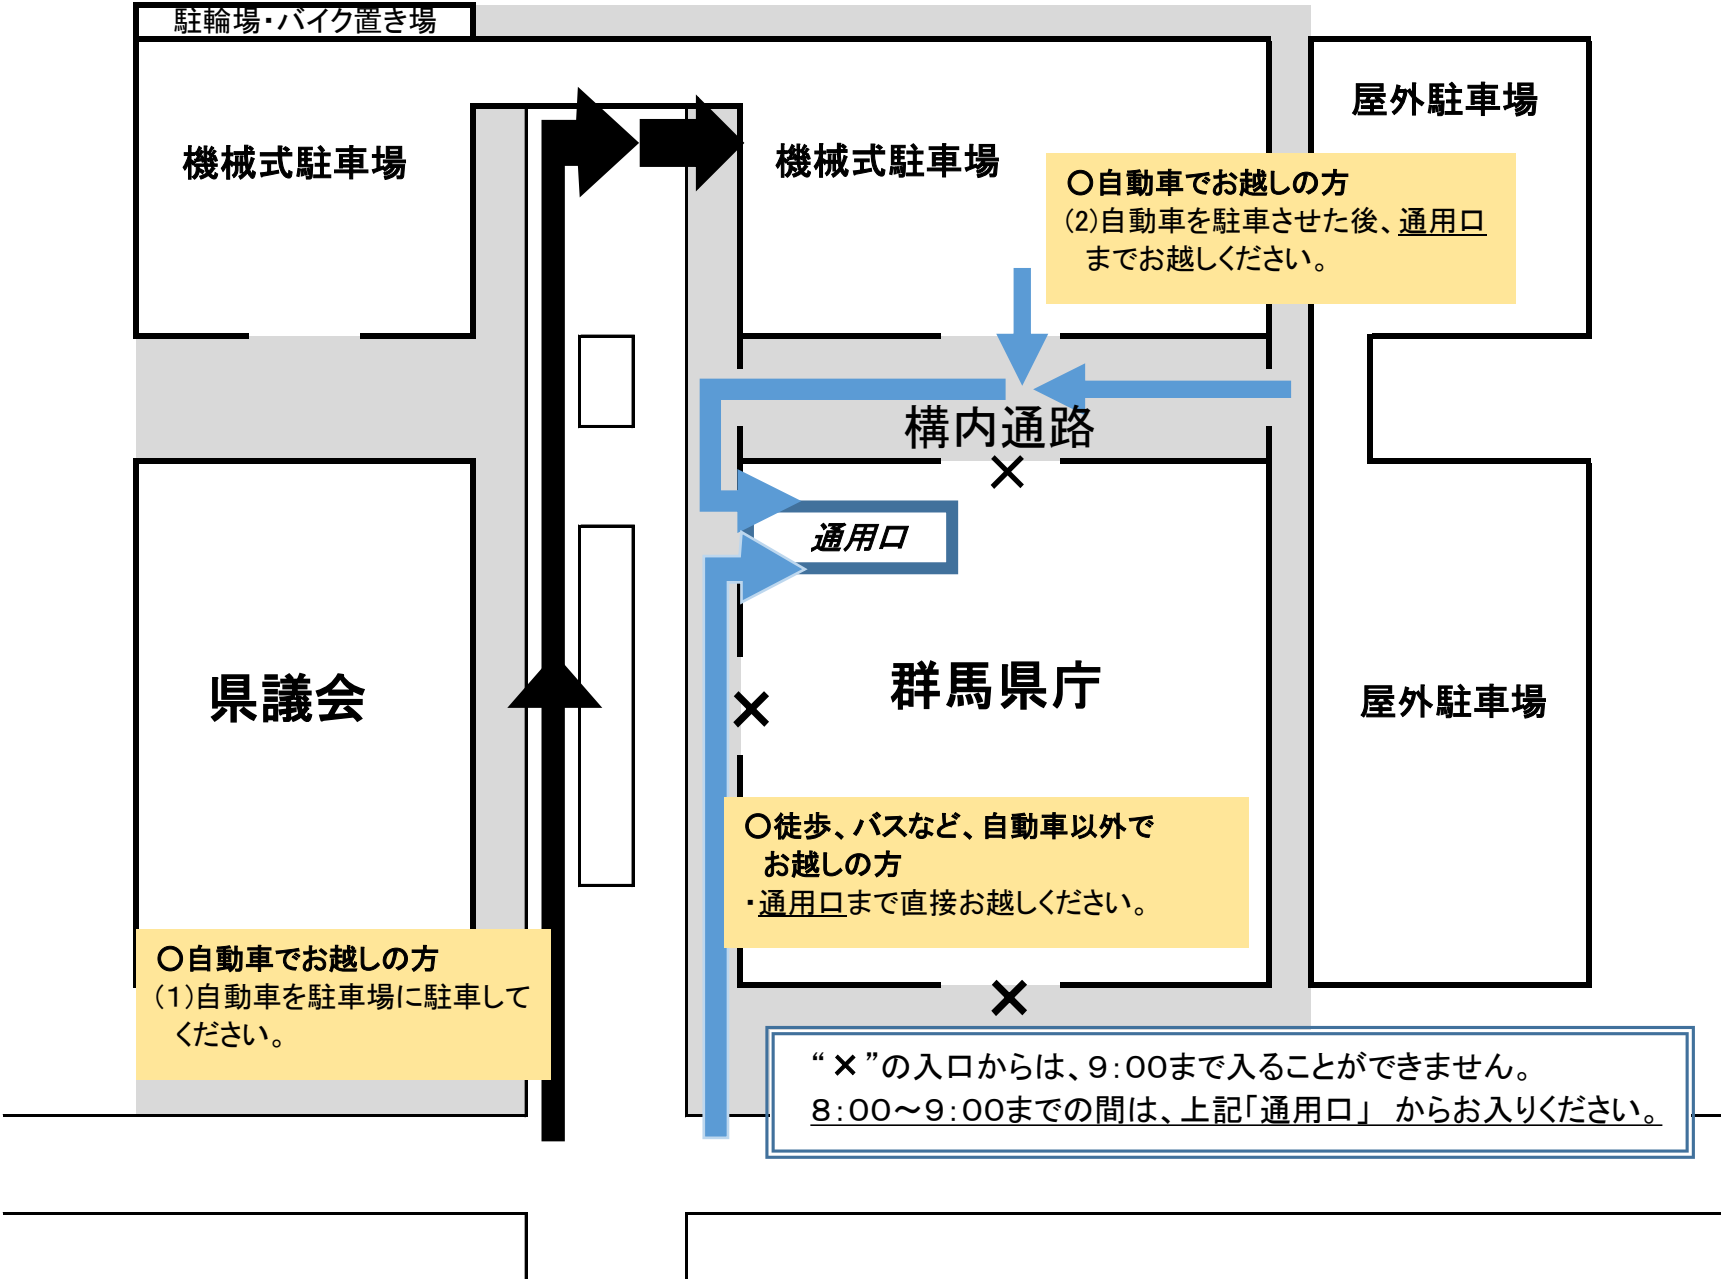 駐輪場・バイク置き場
屋外駐車場
機械式駐車場
機械式駐車場
○自動車でお越しの方
(2)自動車を駐車させた後、通用口
までお越しください。
構内通路
×
通用口
県議会
群馬県庁
屋外駐車場
×
○徒歩、バスなど、自動車以外で
お越しの方
・通用口まで直接お越しください。
○自動車でお越しの方
(1)自動車を駐車場に駐車して
ください。
×
“×”の入口からは、9:00まで入ることができません。
8:00～9:00までの間は、上記「通用口」 からお入りください。